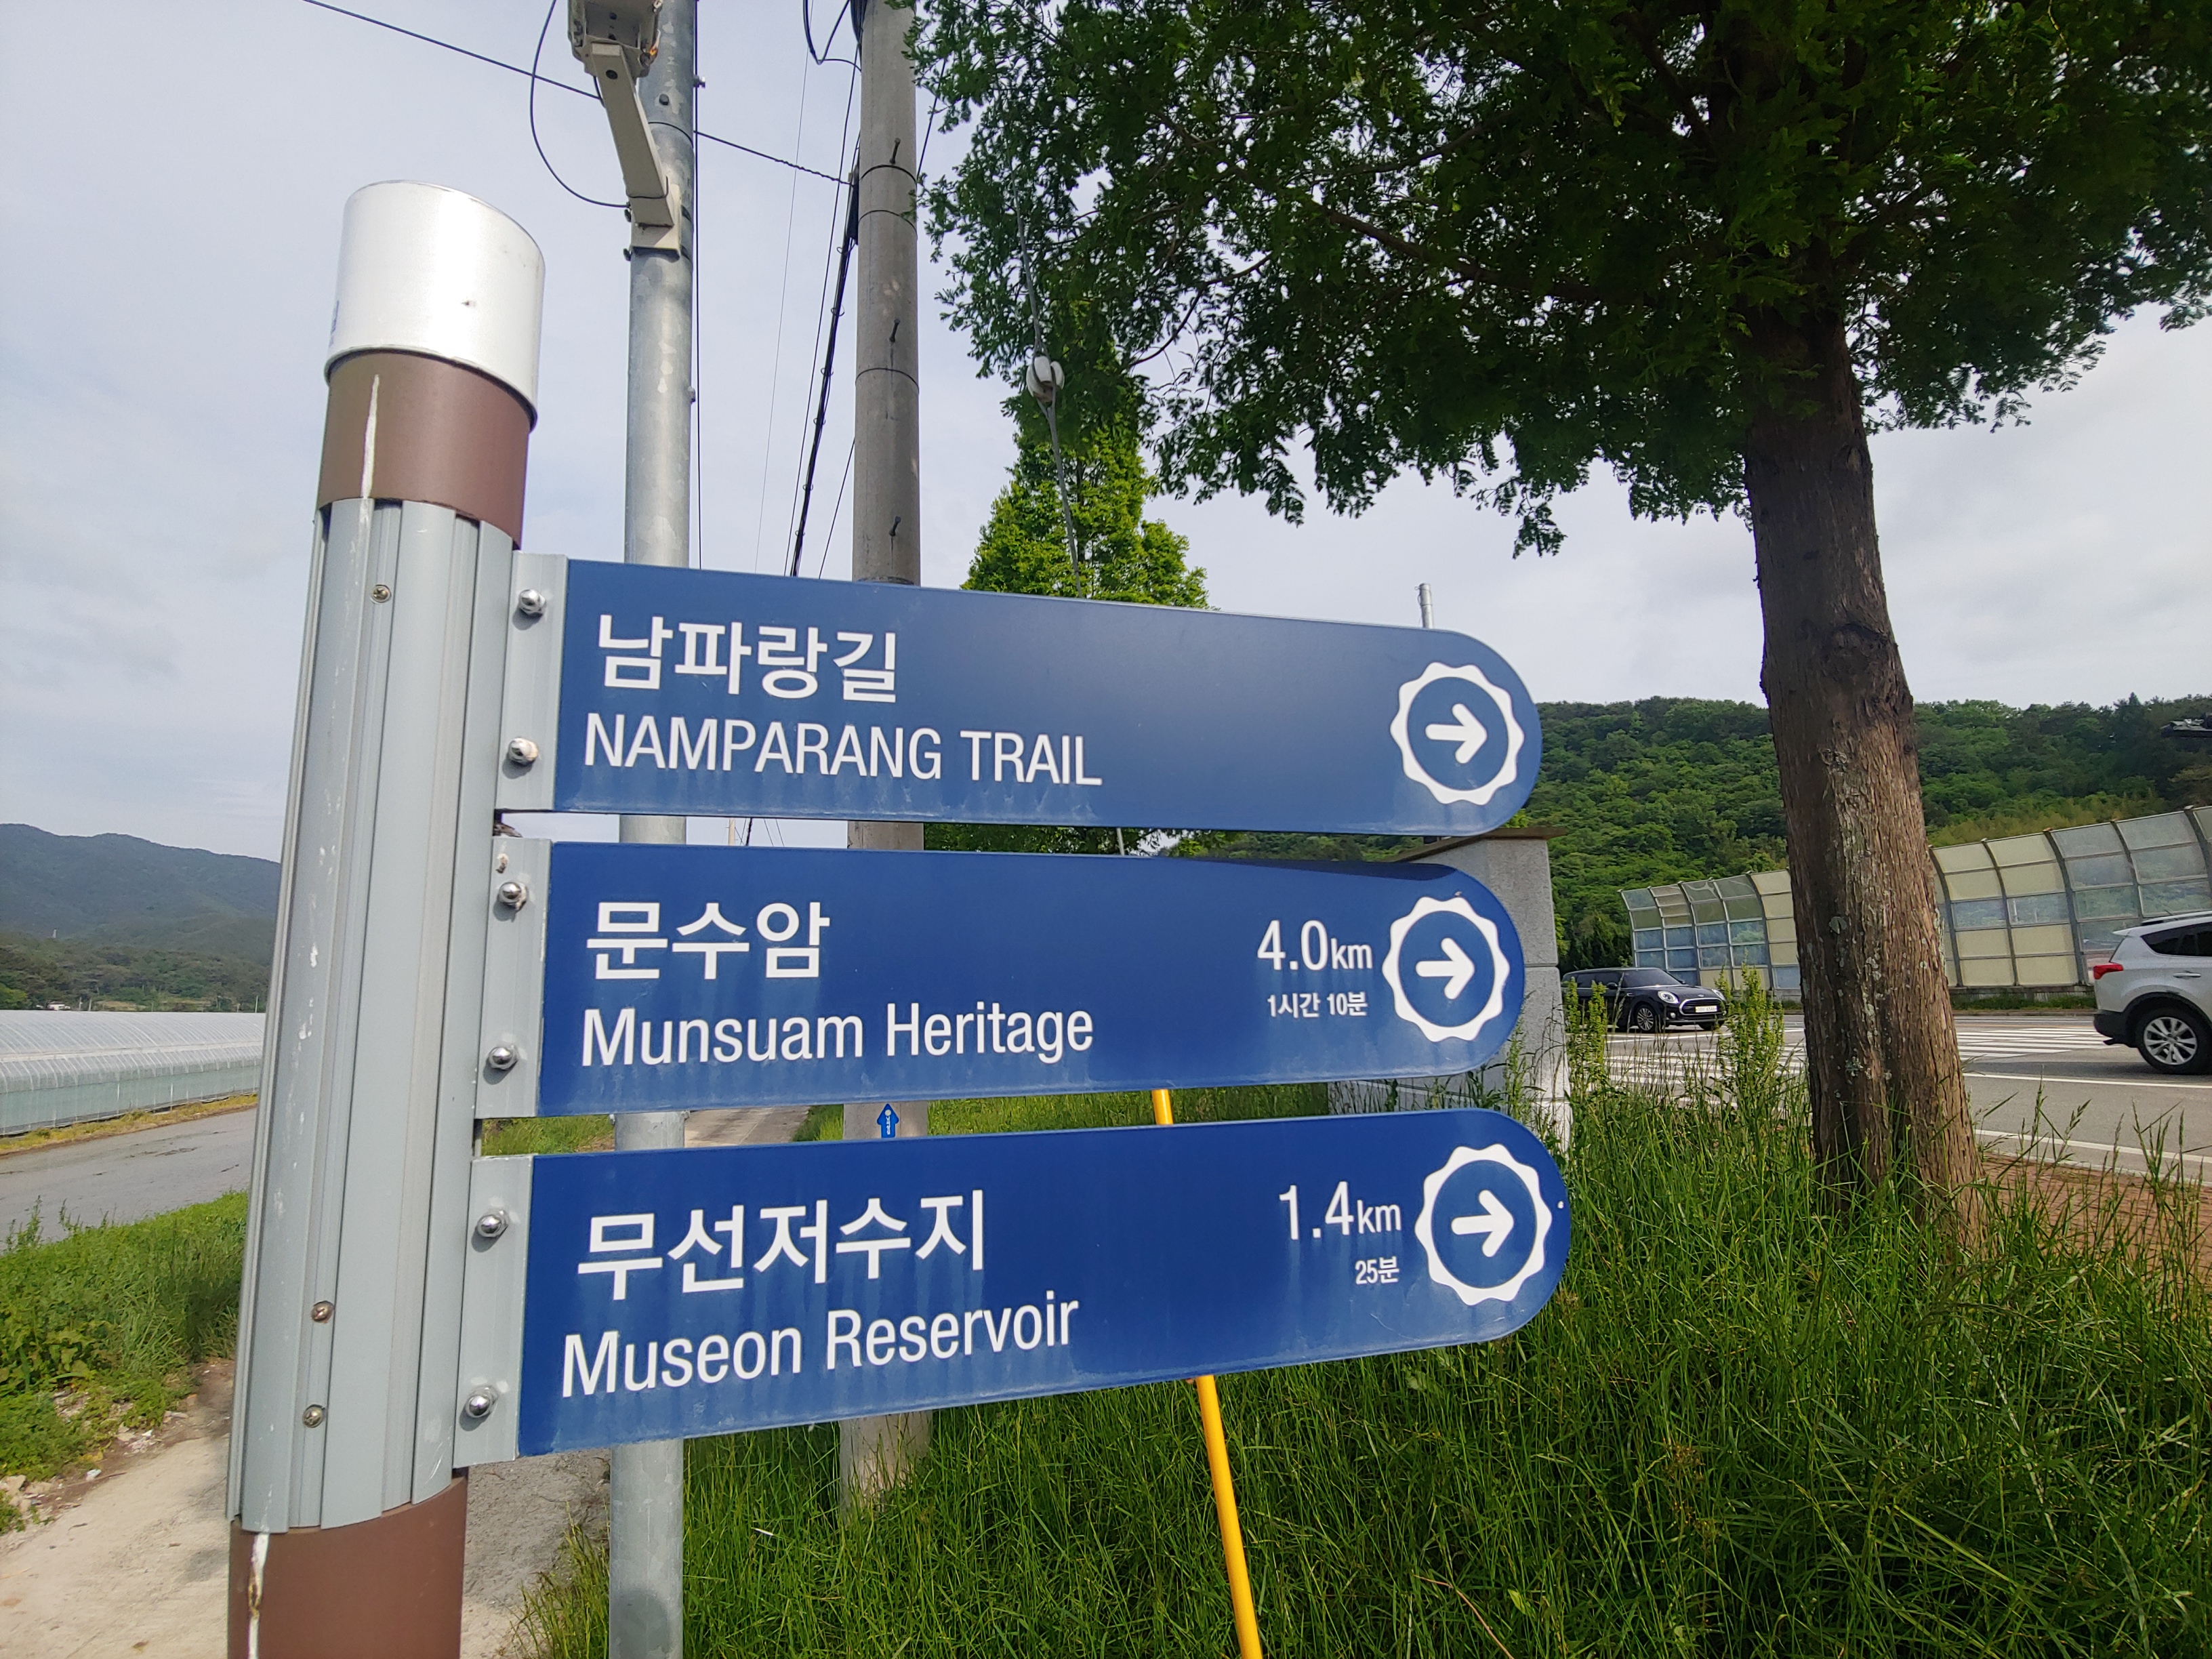 남파랑길
NAMPARANG TRAIL
문수암
Munsuam Heritage
4.0km
1시간 10분
무선저수지
Museon Reservoir
1.4km
25분